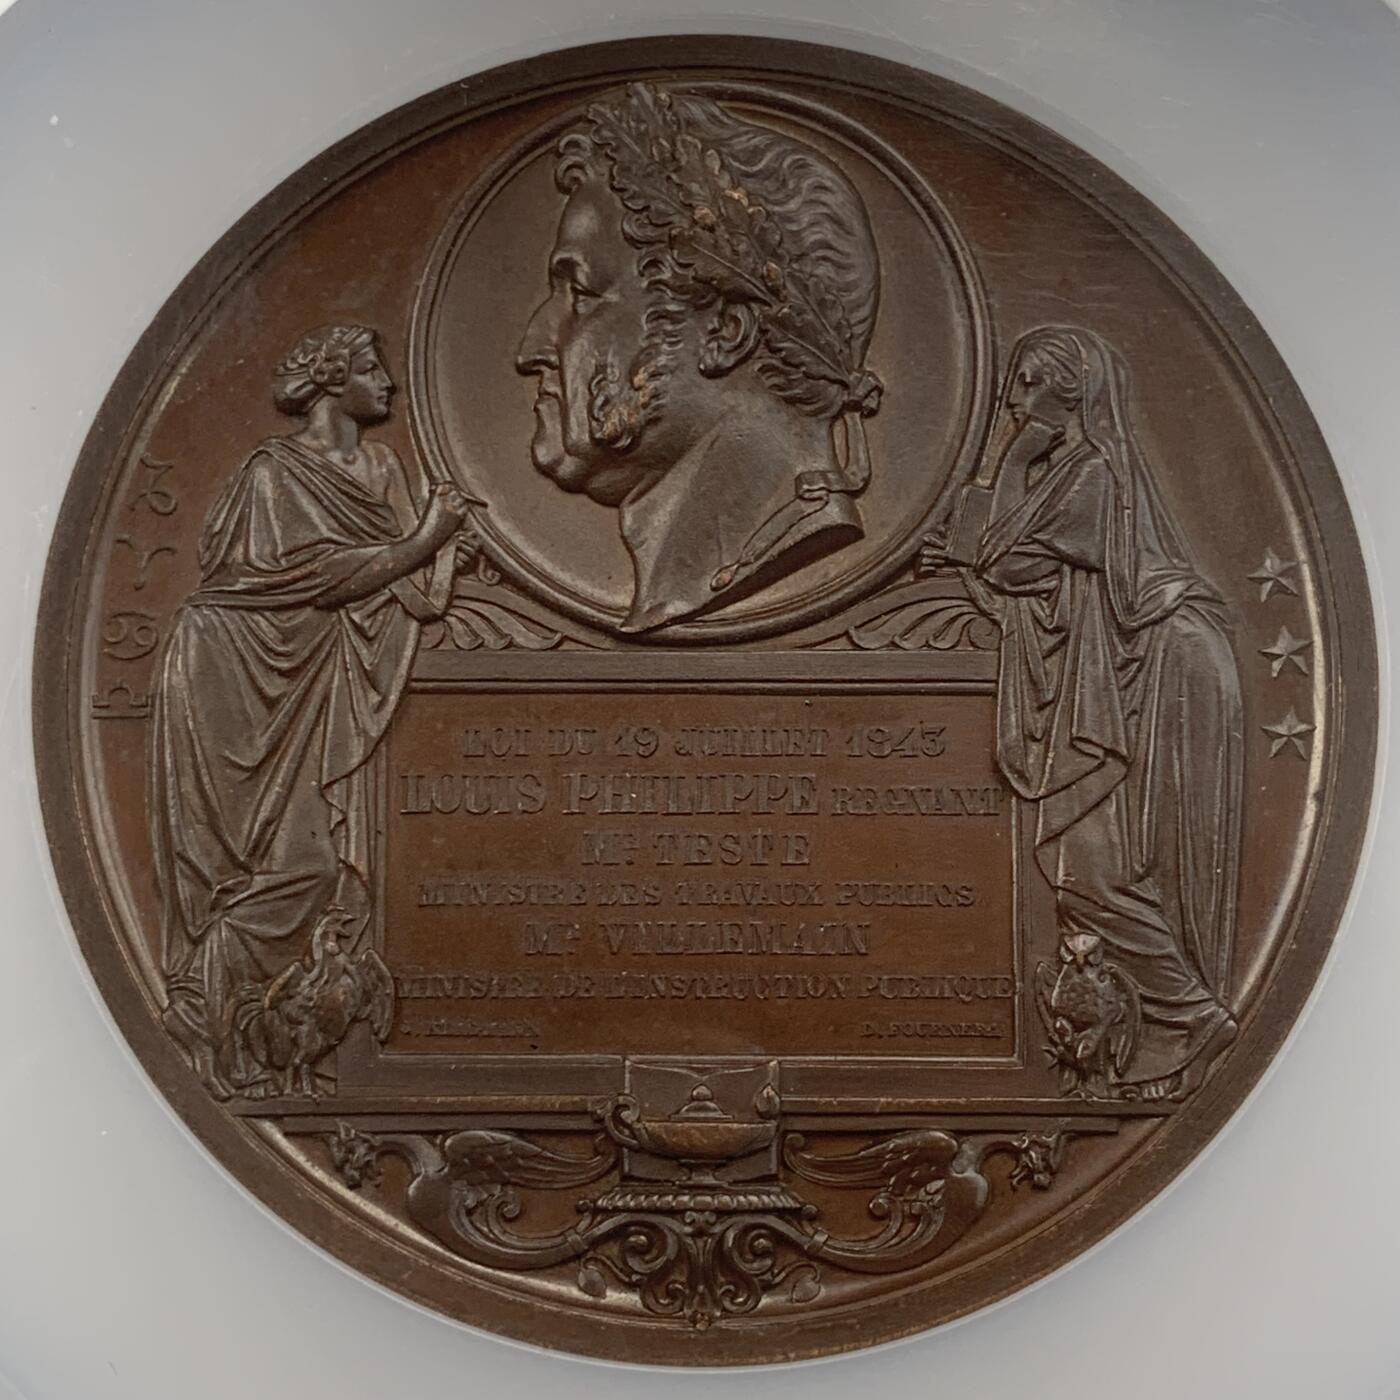 LOI DU 19 JUILLET 1843
LOUIS PHILIPPE REGNANT
Mr TESTE
MINISTRE DES TRAVAUX PUBLICS
Mr VILLEMAIN
MINISTRE DE L'INSTRUCTION PUBLIQUE
D. FOURNERA